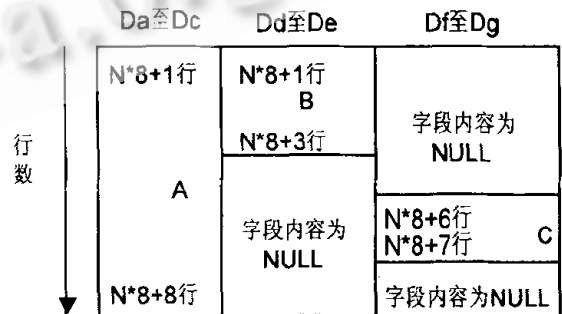 Da至Dc
Dd至De
Df至Dg
行数
N*8+1行
A
N*8+8行
N*8+1行
B
N*8+3行
字段内容为
NULL
字段内容为
NULL
N*8+6行
N*8+7行
C
字段内容为NULL